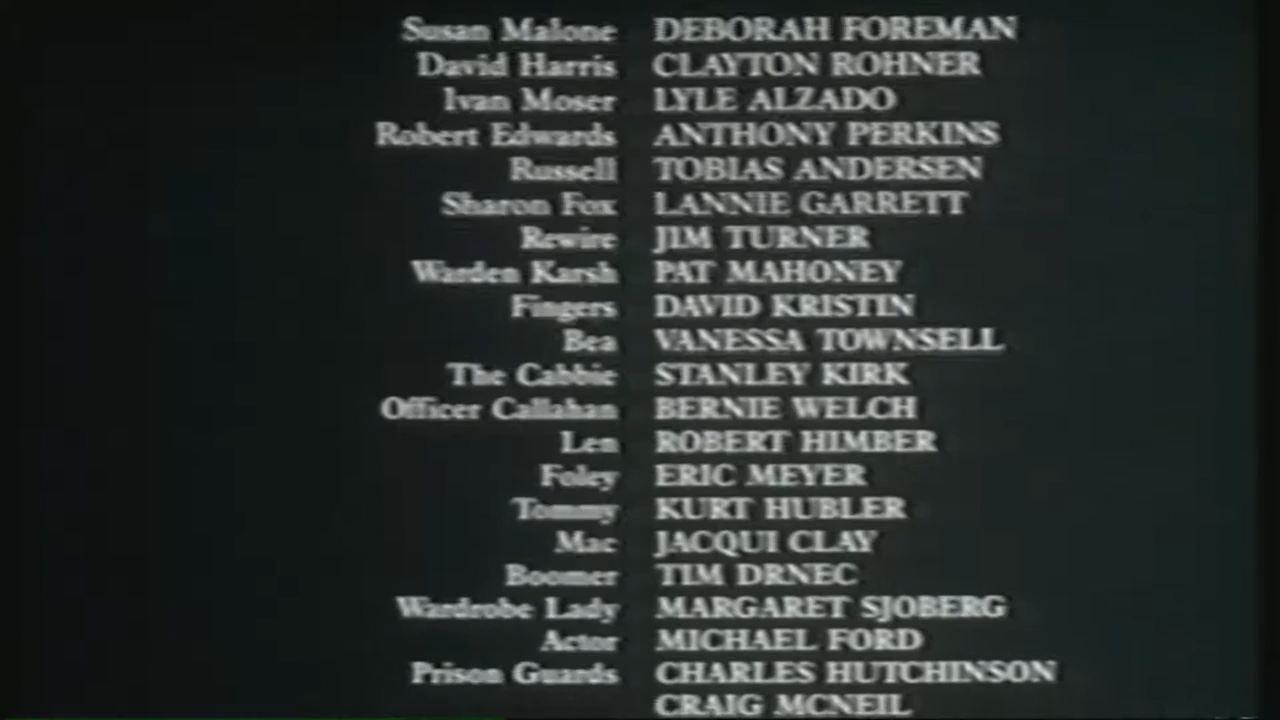 Susan Malone DEBORAH FOREMAN
David Harris CLAYTON ROHNER
Ivan Moser LYLE ALZADO
Robert Edwards ANTHONY PERKINS
Russell TOBIAS ANDERSEN
Sharon Fox LANNIE GARRETT
Rewire JIM TURNER
Warden Karsh PAT MAHONEY
Fingers DAVID KRISTIN
Bea VANESSA TOWNSELL
The Cabbie STANLEY KIRK
Officer Callahan BERNIE WELCH
Len ROBERT HIMBER
Foley ERIC MEYER
Tommy KURT HUBLER
Mac JACQUI CLAY
Boomer TIM DRNEC
Wardrobe Lady MARGARET SJOBERG
Actor MICHAEL FORD
Prison Guards CHARLES HUTCHINSON
CRAIG MCNEIL